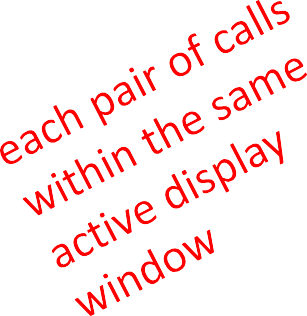 each pair of calls
within the same
active display
window